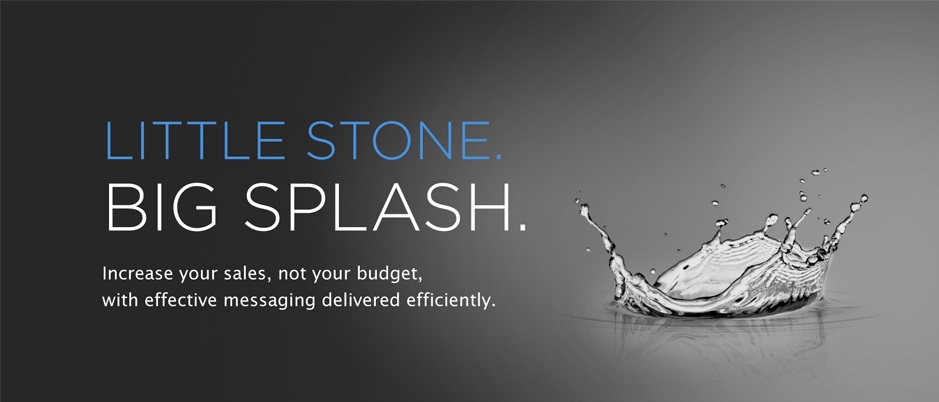 LITTLE STONE.
BIG SPLASH.
Increase your sales, not your budget,
with effective messaging delivered efficiently.